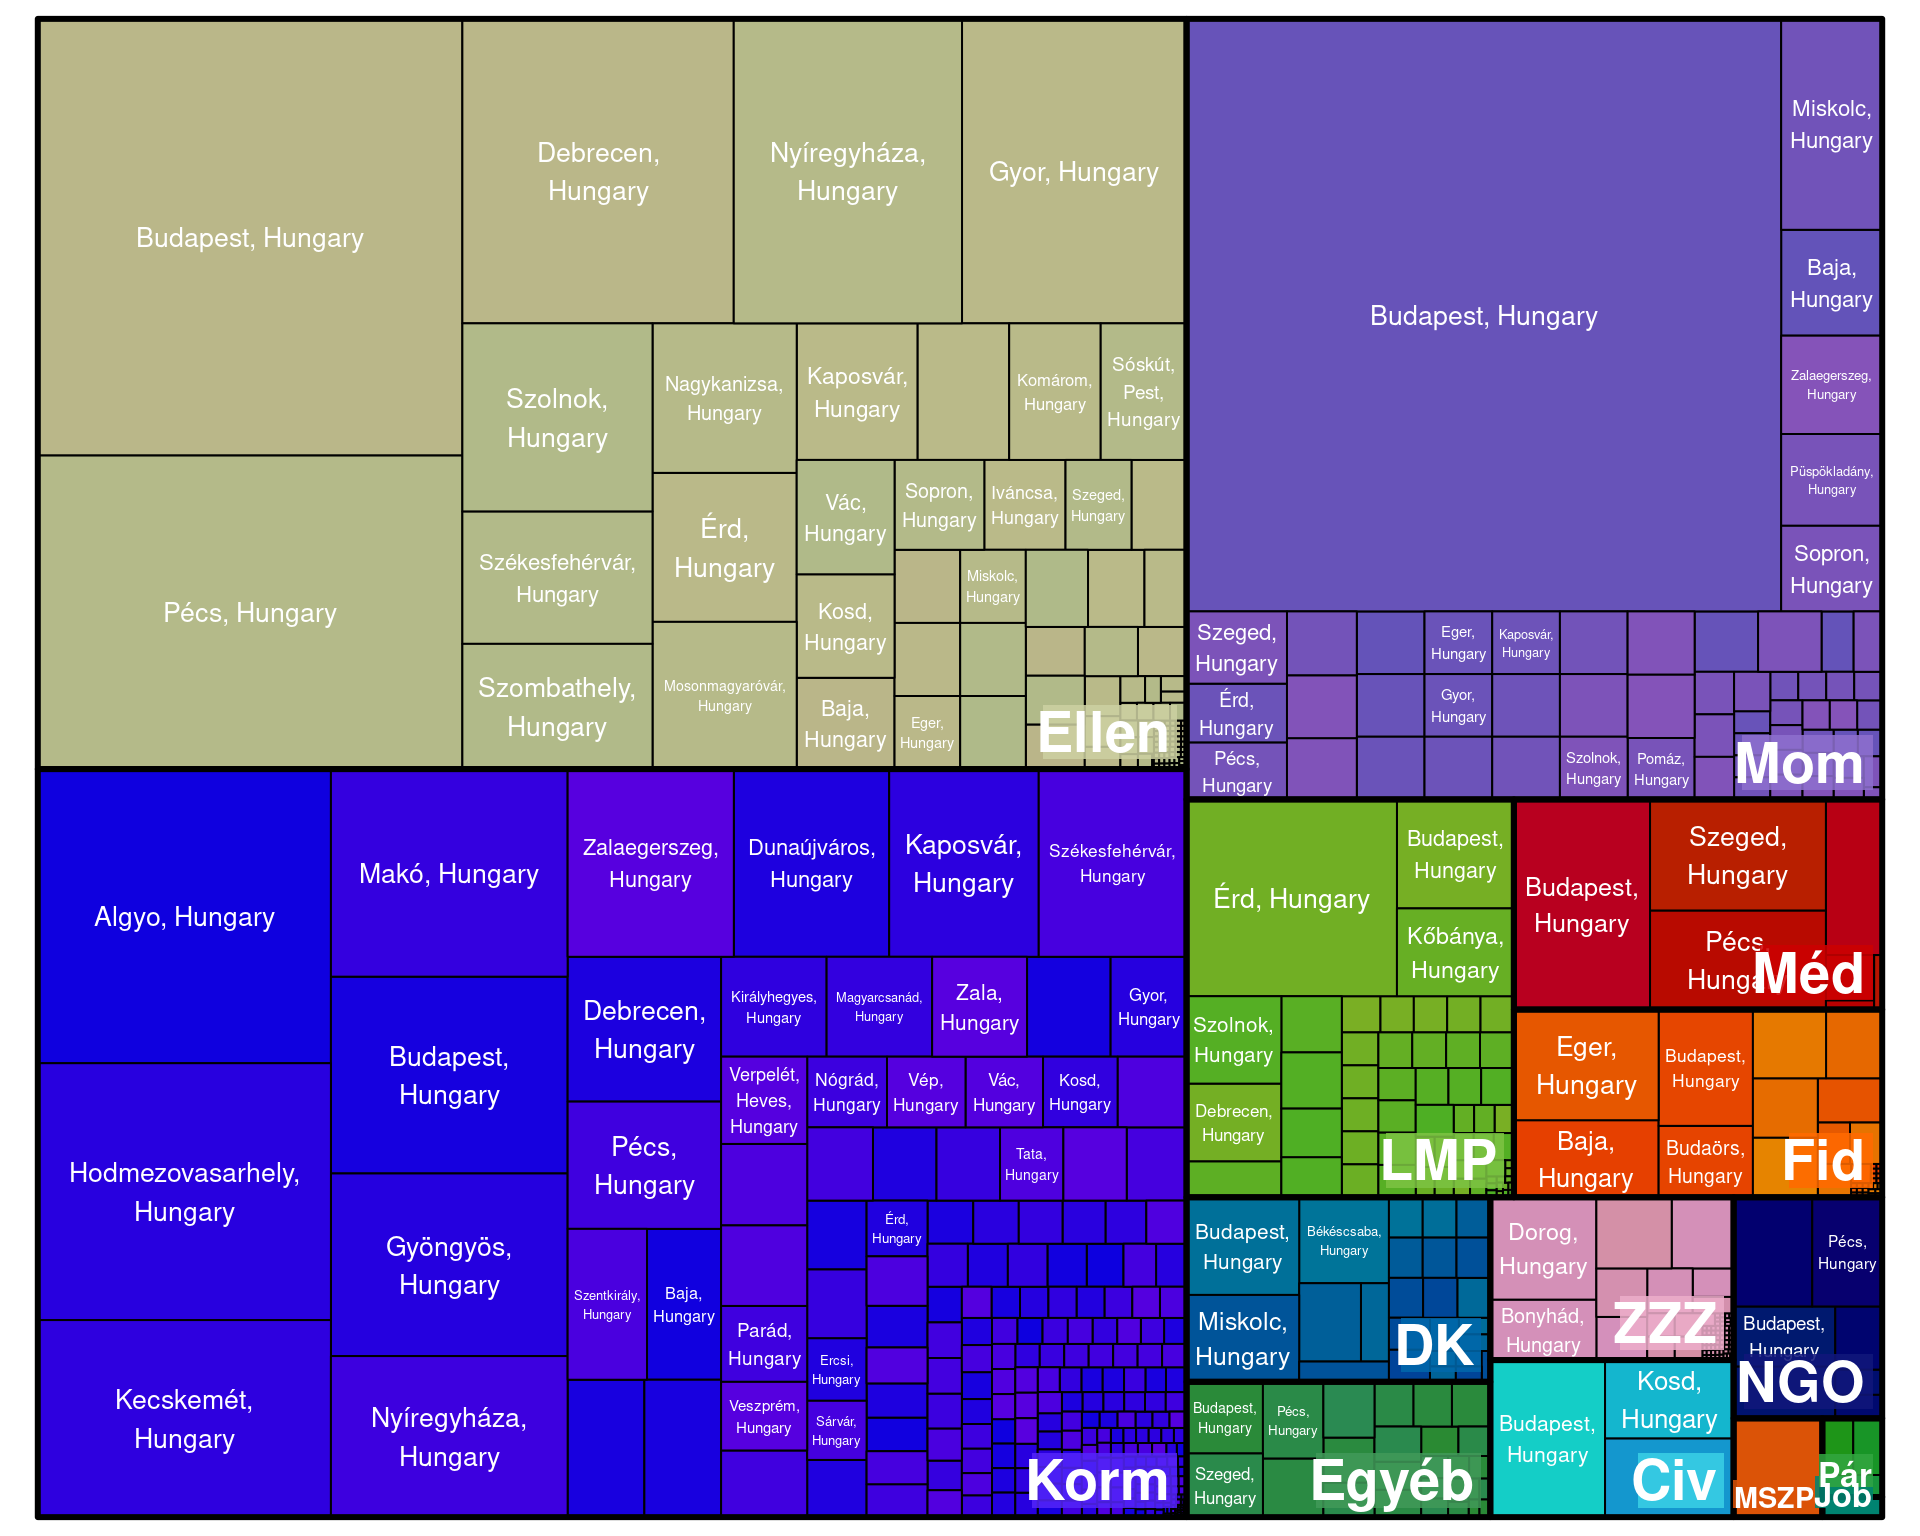 Budapest, Hungary
Pécs, Hungary
Debrecen,
Hungary
Nyíregyháza,
Hungary
Gyor, Hungary
Szolnok,
Hungary
Székesfehérvár,
Hungary
Szombathely,
Hungary
Nagykanizsa,
Hungary
Érd,
Hungary
Mosonmagyaróvár,
Hungary
Kaposvár,
Hungary
Komárom,
Hungary
Sóskút,
Pest,
Hungary
Vác,
Hungary
Kosd,
Hungary
Baja,
Hungary
Sopron,
Hungary
Iváncsa,
Hungary
Szeged,
Hungary
Miskolc,
Hungary
Eger,
Hungary
Ellen
Budapest, Hungary
Miskolc,
Hungary
Baja,
Hungary
Zalaegerszeg,
Hungary
Püspökladány,
Hungary
Sopron,
Hungary
Szeged,
Hungary
Érd,
Hungary
Pécs,
Hungary
Eger,
Hungary
Kaposvár,
Hungary
Gyor,
Hungary
Szolnok,
Hungary
Pomáz,
Hungary
Mom
Algyo, Hungary
Hodmezovasarhely,
Hungary
Kecskemét,
Hungary
Makó, Hungary
Budapest,
Hungary
Gyöngyös,
Hungary
Nyíregyháza,
Hungary
Zalaegerszeg,
Hungary
Dunaújváros,
Hungary
Kaposvár,
Hungary
Székesfehérvár,
Hungary
Debrecen,
Hungary
Pécs,
Hungary
Szentkirály,
Hungary
Baja,
Hungary
Királyhegyes,
Hungary
Magyarcsanád,
Hungary
Zala,
Hungary
Gyor,
Hungary
Verpelét,
Heves,
Hungary
Nógrád,
Hungary
Vép,
Hungary
Vác,
Hungary
Kosd,
Hungary
Tata,
Hungary
Érd,
Hungary
Parád,
Hungary
Ercsi,
Hungary
Veszprém,
Hungary
Sárvár,
Hungary
Korm
Érd, Hungary
Budapest,
Hungary
Kőbánya,
Hungary
Szolnok,
Hungary
Debrecen,
Hungary
LMP
Budapest,
Hungary
Szeged,
Hungary
Pécs,
Hungary
Méd
Eger,
Hungary
Baja,
Hungary
Budapest,
Hungary
Budaörs,
Hungary
Fid
Budapest,
Hungary
Békéscsaba,
Hungary
Miskolc,
Hungary
DK
Dorog,
Hungary
Bonyhád,
Hungary
ZZZ
Pécs,
Hungary
Budapest,
Hungary
NGO
Budapest,
Hungary
Pécs,
Hungary
Szeged,
Hungary
Egyéb
Budapest,
Hungary
Kosd,
Hungary
Civ
MSZP
Pár
Job